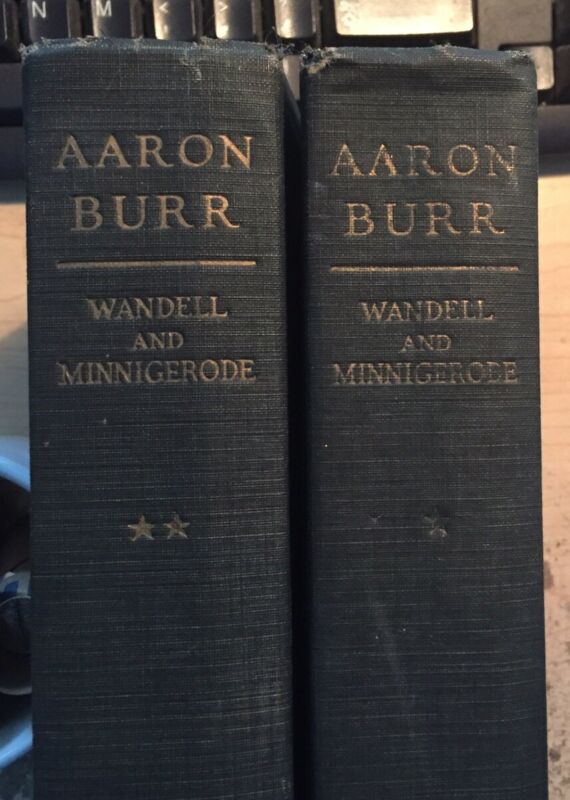 N M < >
AARON
BURR
WANDELL
AND
MINNIGERODE
AARON
BURR
WANDELL
AND
MINNIGERODE